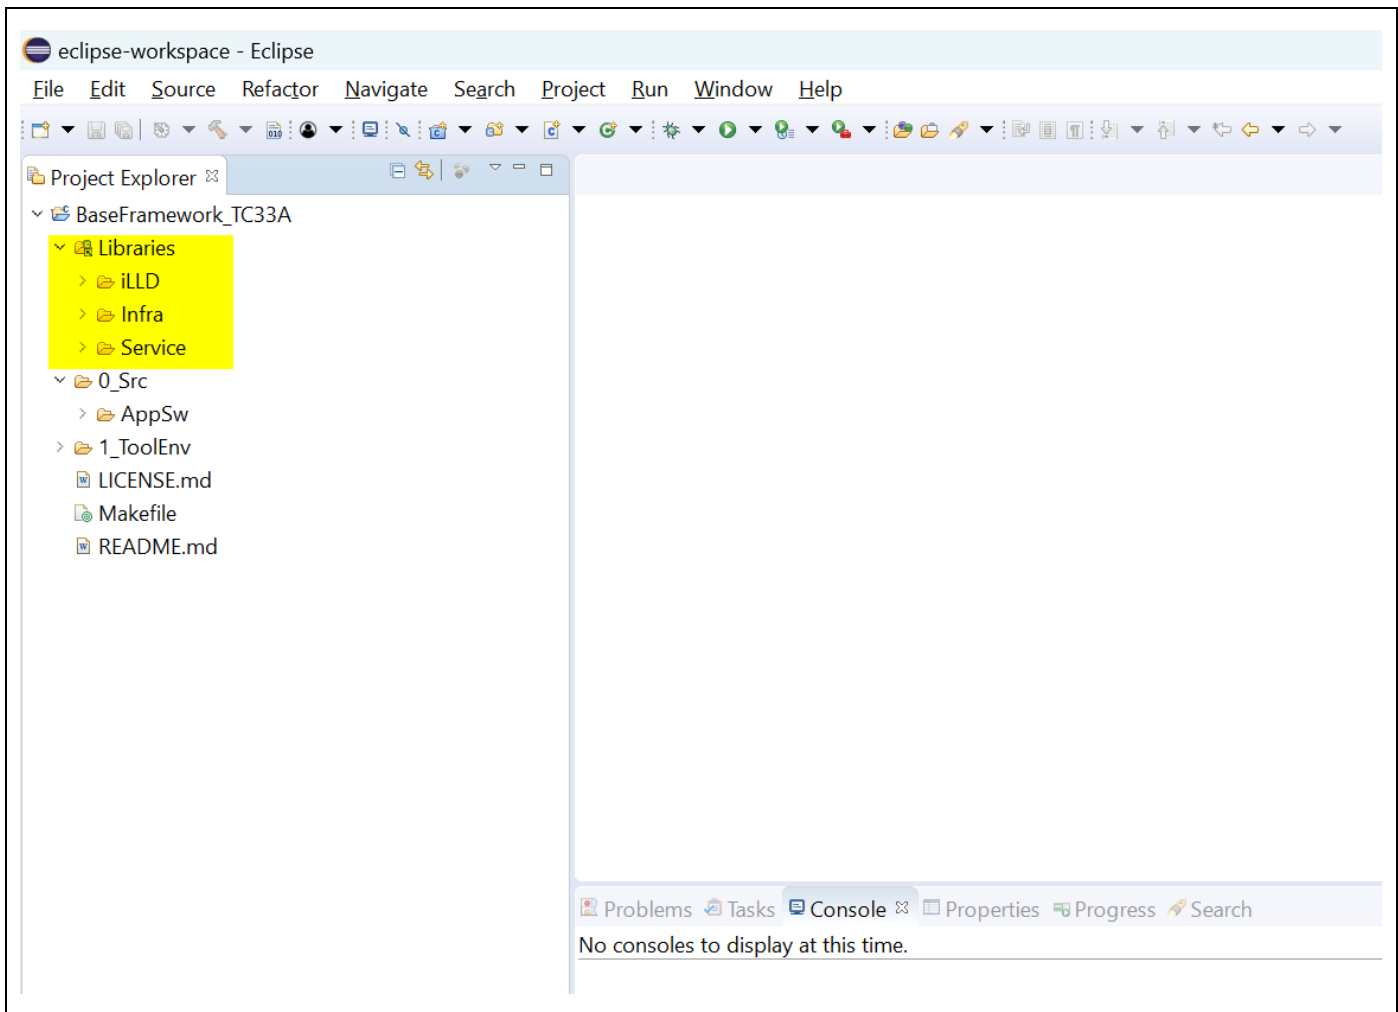 eclipse-workspace - Eclipse
File Edit Source Refactor Navigate Search Project Run Window Help
Project Explorer
BaseFramework_TC33A
Libraries
iLLD
Infra
Service
0_Src
AppSw
1_ToolEnv
LICENSE.md
Makefile
README.md
Problems Tasks Console Properties Progress Search
No consoles to display at this time.